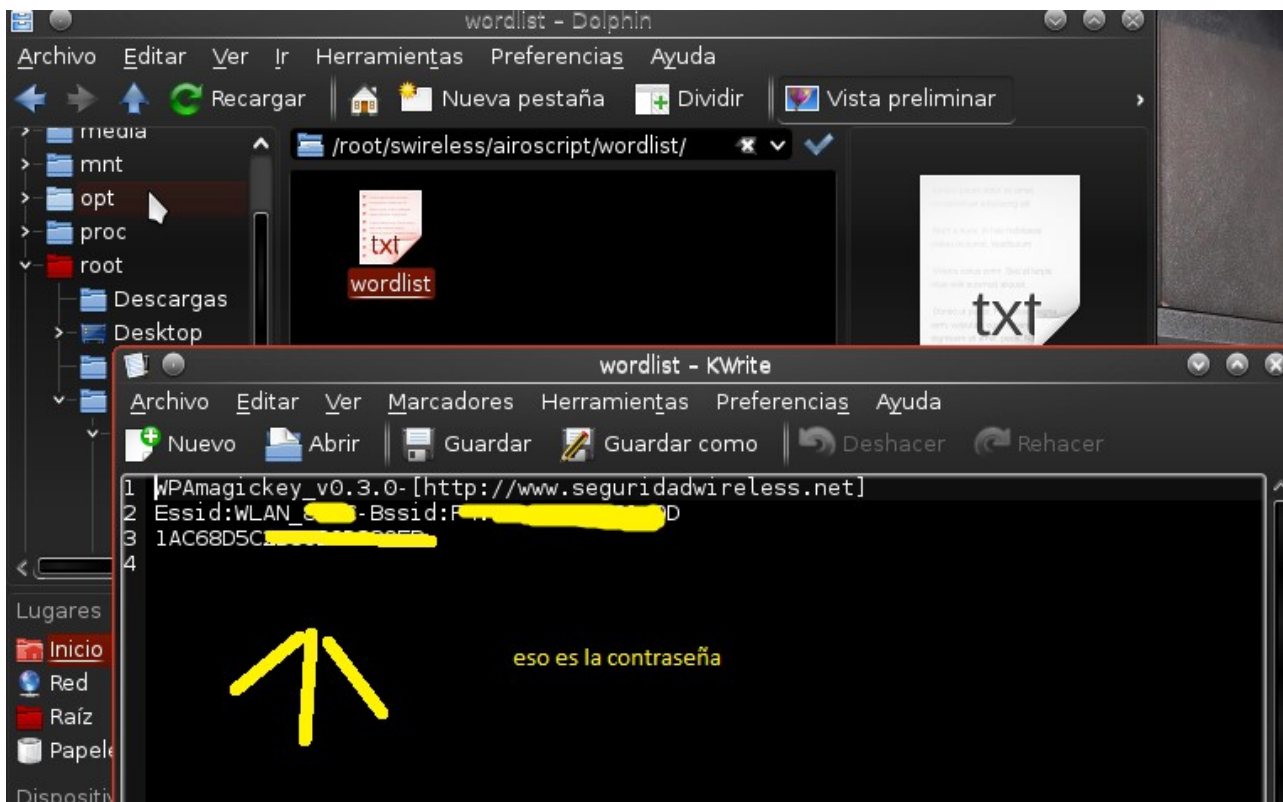 wordlist – Dolphin
Archivo Editar Ver Ir Herramientas Preferencias Ayuda
Recargar Nueva pestaña Dividir Vista preliminar
media
mnt
opt
proc
root
Descargas
Desktop
/root/swireless/airoscript/wordlist/
txt
wordlist
txt
wordlist – KWrite
Archivo Editar Ver Marcadores Herramientas Preferencias Ayuda
Nuevo Abrir Guardar Guardar como Deshacer Rehacer
1 WPAmagickey_v0.3.0-[http://www.seguridadwireless.net]
2 Essid:WLAN_ -Bssid: D
3 1AC68D5C
4
eso es la contraseña
Lugares
Inicio
Red
Raíz